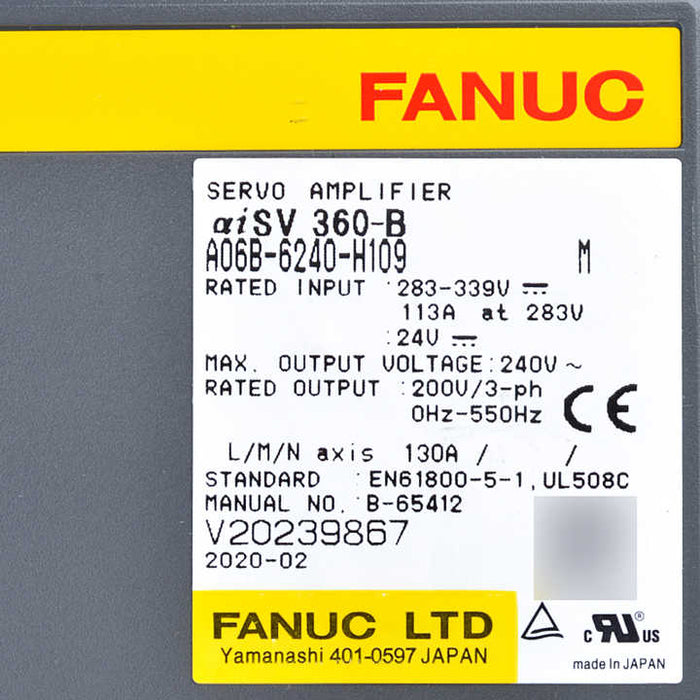 FANUC
SERVO AMPLIFIER
αiSV 360-B
A06B-6240-H109 M
RATED INPUT :283-339V ⎓
113A at 283V
:24V ⎓
MAX. OUTPUT VOLTAGE:240V ~
RATED OUTPUT :200V/3-ph
0Hz-550Hz CE
L/M/N axis 130A / /
STANDARD :EN61800-5-1,UL508C
MANUAL NO. B-65412
V20239867
2020-02
FANUC LTD
Yamanashi 401-0597 JAPAN
c RU ® US
made in JAPAN